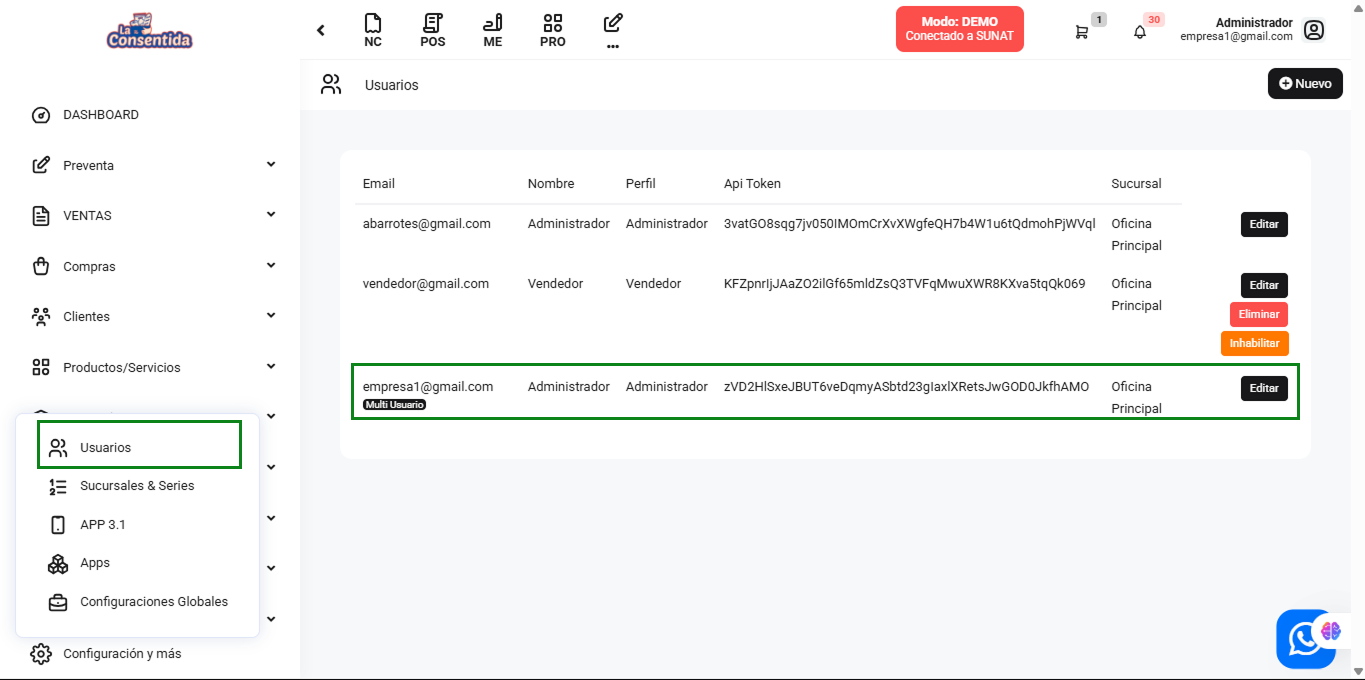 La
Consentida
NC
POS
ME
PRO
...
Modo: DEMO
Conectado a SUNAT
1
30
Administrador
empresa1@gmail.com
Usuarios
Nuevo
DASHBOARD
Preventa
VENTAS
Compras
Clientes
Productos/Servicios
Usuarios
Sucursales & Series
APP 3.1
Apps
Configuraciones Globales
Configuración y más
Email Nombre Perfil Api Token Sucursal
abarrotes@gmail.com Administrador Administrador 3vatGO8sqg7jv050IMOmCrXvXWgfeQH7b4W1u6tQdmohPjWVql Oficina Editar
Principal
vendedor@gmail.com Vendedor Vendedor KFZpnrIjJAaZO2ilGf65mldZsQ3TVFqMwuXWR8KXva5tqQk069 Oficina Editar
Principal
Eliminar
Inhabilitar
empresa1@gmail.com Administrador Administrador zVD2HlSxeJBUT6veDqmyASbtd23gIaxlXRetsJwGOD0JkfhAMO Oficina Editar
Multi Usuario Principal